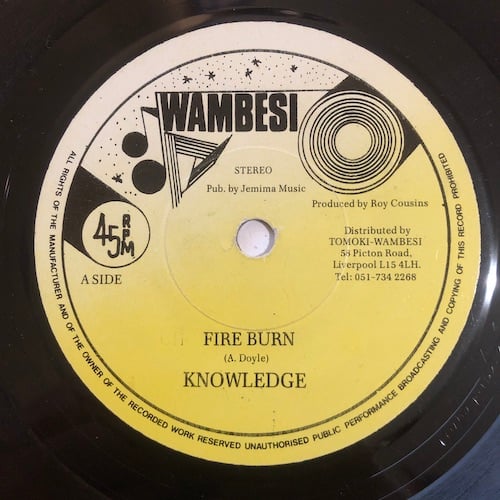 WAMBESI
STEREO
Pub. by Jemima Music
Produced by Roy Cousins
45 RPM
A SIDE
Distributed by
TOMOKI-WAMBESI
58 Picton Road,
Liverpool L15 4LH.
Tel: 051-734 2268
FIRE BURN
(A. Doyle)
KNOWLEDGE
ALL RIGHTS OF THE MANUFACTURER AND OF THE OWNER OF THE RECORDED WORK RESERVED UNAUTHORISED PUBLIC PERFORMANCE BROADCASTING AND COPYING OF THIS RECORD PROHIBITED